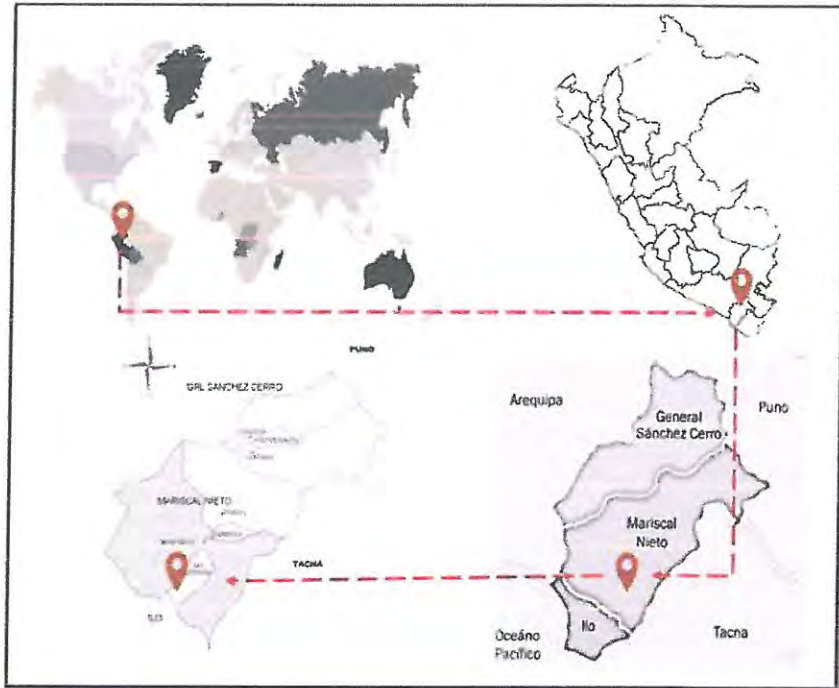 PUNO
GRL SANCHEZ CERRO
MARISCAL NIETO
TACNA
ILO
Arequipa
General
Sánchez Cerro
Puno
Mariscal
Nieto
Ilo
Océano
Pacífico
Tacna